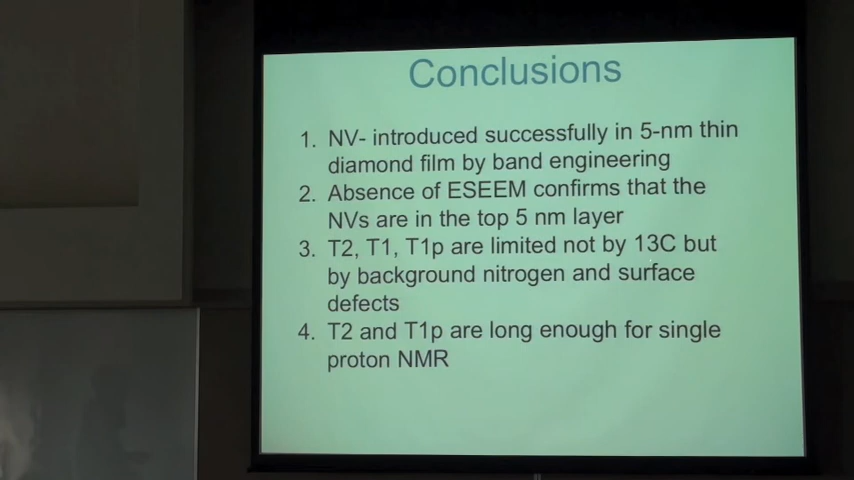 Conclusions
1. NV- introduced successfully in 5-nm thin
diamond film by band engineering
2. Absence of ESEEM confirms that the
NVs are in the top 5 nm layer
3. T2, T1, T1p are limited not by 13C but
by background nitrogen and surface
defects
4. T2 and T1p are long enough for single
proton NMR